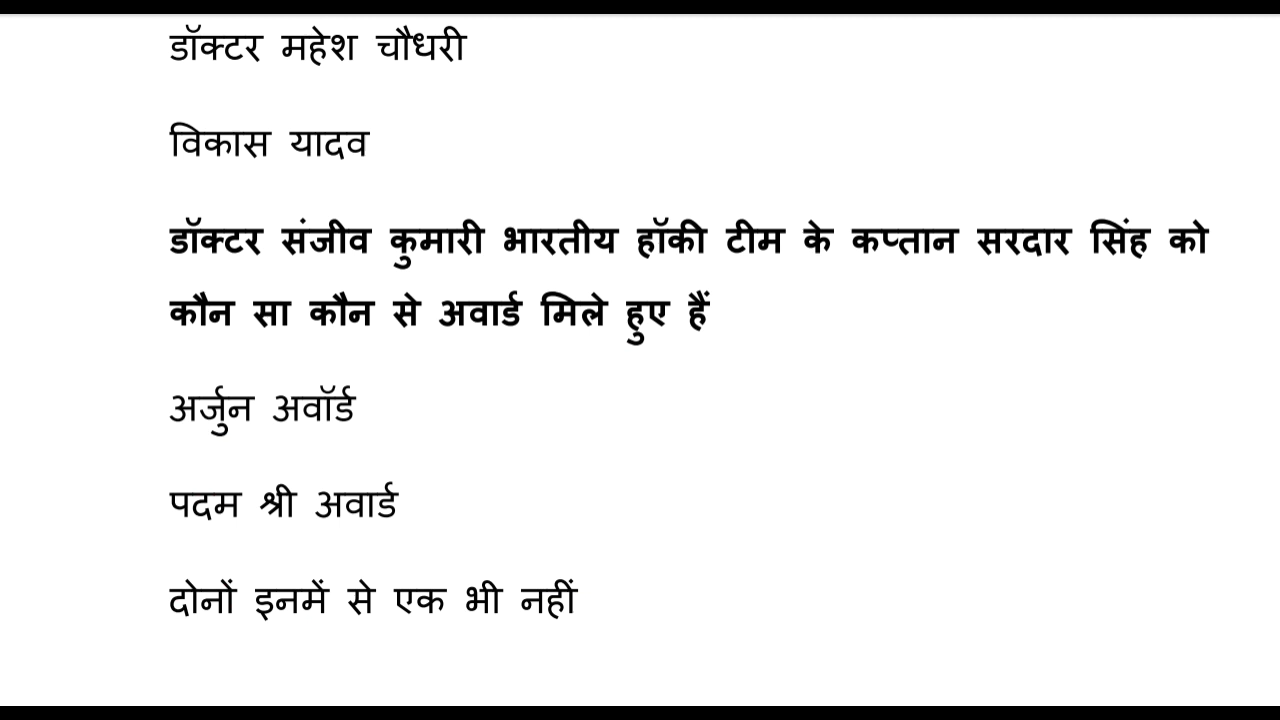 डॉक्टर महेश चौधरी
विकास यादव
डॉक्टर संजीव कुमारी भारतीय हॉकी टीम के कप्तान सरदार सिंह को
कौन सा कौन से अवार्ड मिले हुए हैं
अर्जुन अवॉर्ड
पदम श्री अवार्ड
दोनों इनमें से एक भी नहीं